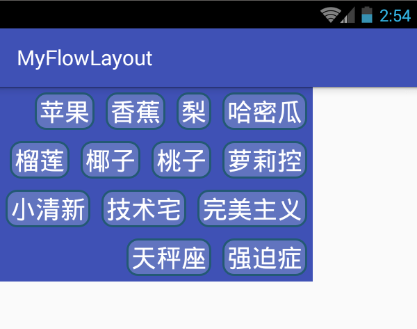 2:54
MyFlowLayout
苹果 香蕉 梨 哈密瓜
榴莲 椰子 桃子 萝莉控
小清新 技术宅 完美主义
天秤座 强迫症